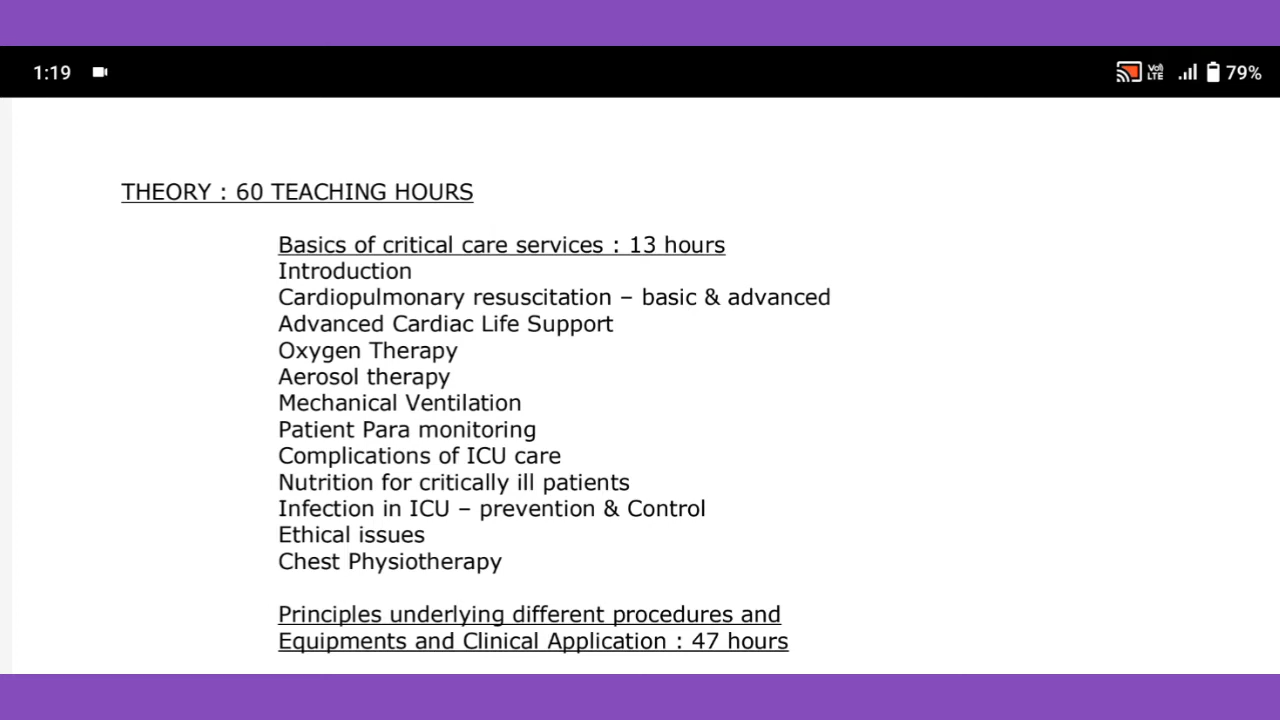 1:19
VoD LTE 79%
THEORY : 60 TEACHING HOURS
Basics of critical care services : 13 hours
Introduction
Cardiopulmonary resuscitation – basic & advanced
Advanced Cardiac Life Support
Oxygen Therapy
Aerosol therapy
Mechanical Ventilation
Patient Para monitoring
Complications of ICU care
Nutrition for critically ill patients
Infection in ICU – prevention & Control
Ethical issues
Chest Physiotherapy
Principles underlying different procedures and
Equipments and Clinical Application : 47 hours